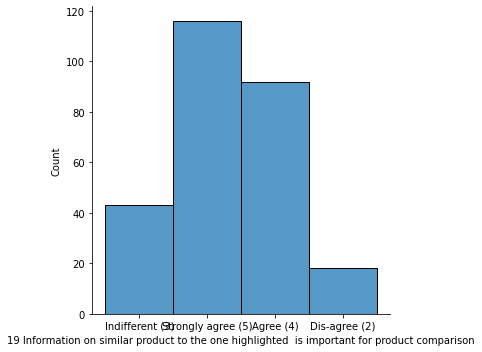 120
100
80
60
40
20
0
Count
Indifferent (3) Strongly agree (5) Agree (4) Dis-agree (2)
19 Information on similar product to the one highlighted  is important for product comparison